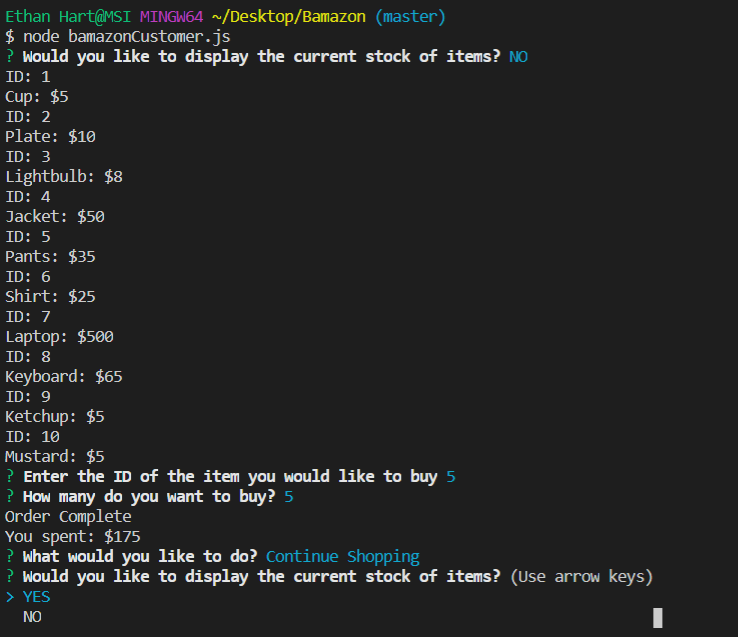 Ethan Hart@MSI MINGW64 ~/Desktop/Bamazon (master)
$ node bamazonCustomer.js
? Would you like to display the current stock of items? NO
ID: 1
Cup: $5
ID: 2
Plate: $10
ID: 3
Lightbulb: $8
ID: 4
Jacket: $50
ID: 5
Pants: $35
ID: 6
Shirt: $25
ID: 7
Laptop: $500
ID: 8
Keyboard: $65
ID: 9
Ketchup: $5
ID: 10
Mustard: $5
? Enter the ID of the item you would like to buy 5
? How many do you want to buy? 5
Order Complete
You spent: $175
? What would you like to do? Continue Shopping
? Would you like to display the current stock of items? (Use arrow keys)
> YES
  NO